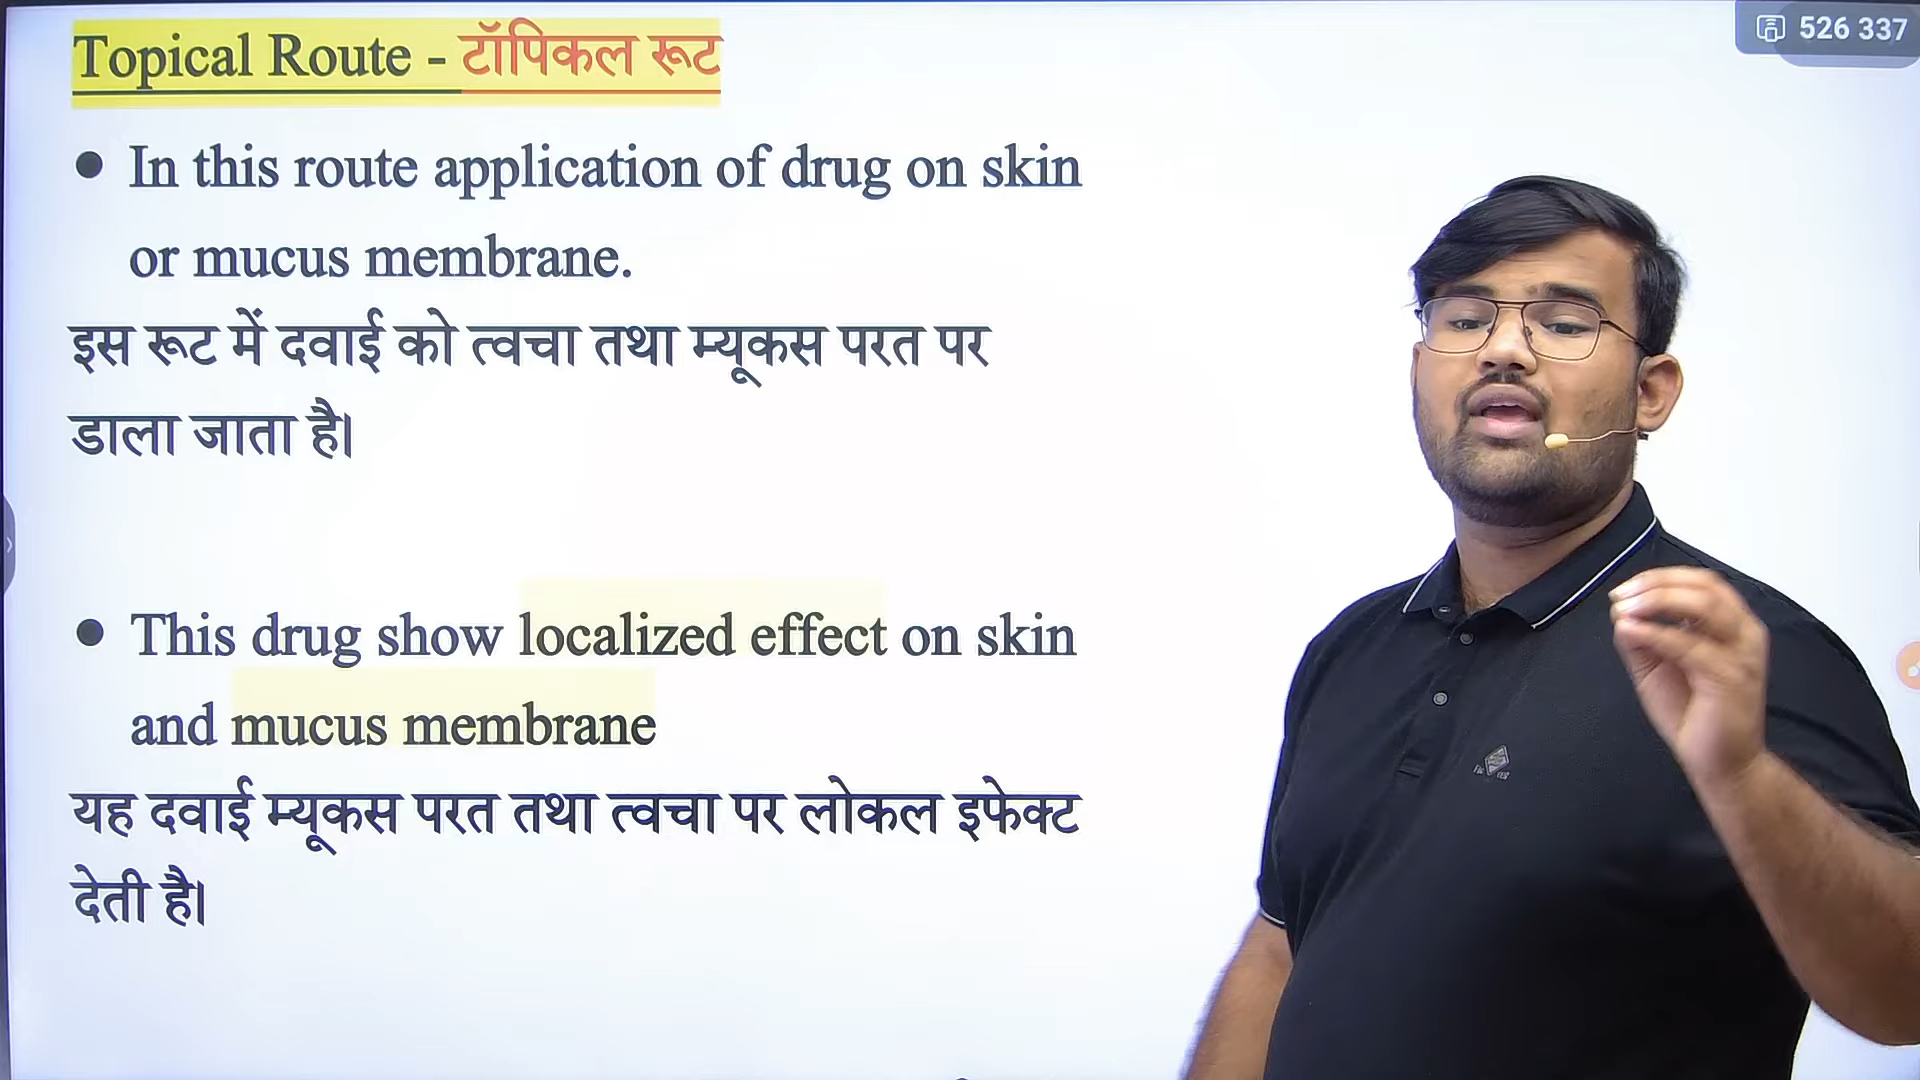 Topical Route - टॉपिकल रूट
526 337
• In this route application of drug on skin
or mucus membrane.
इस रूट में दवाई को त्वचा तथा म्यूकस परत पर
डाला जाता है।
• This drug show localized effect on skin
and mucus membrane
यह दवाई म्यूकस परत तथा त्वचा पर लोकल इफेक्ट
देती है।